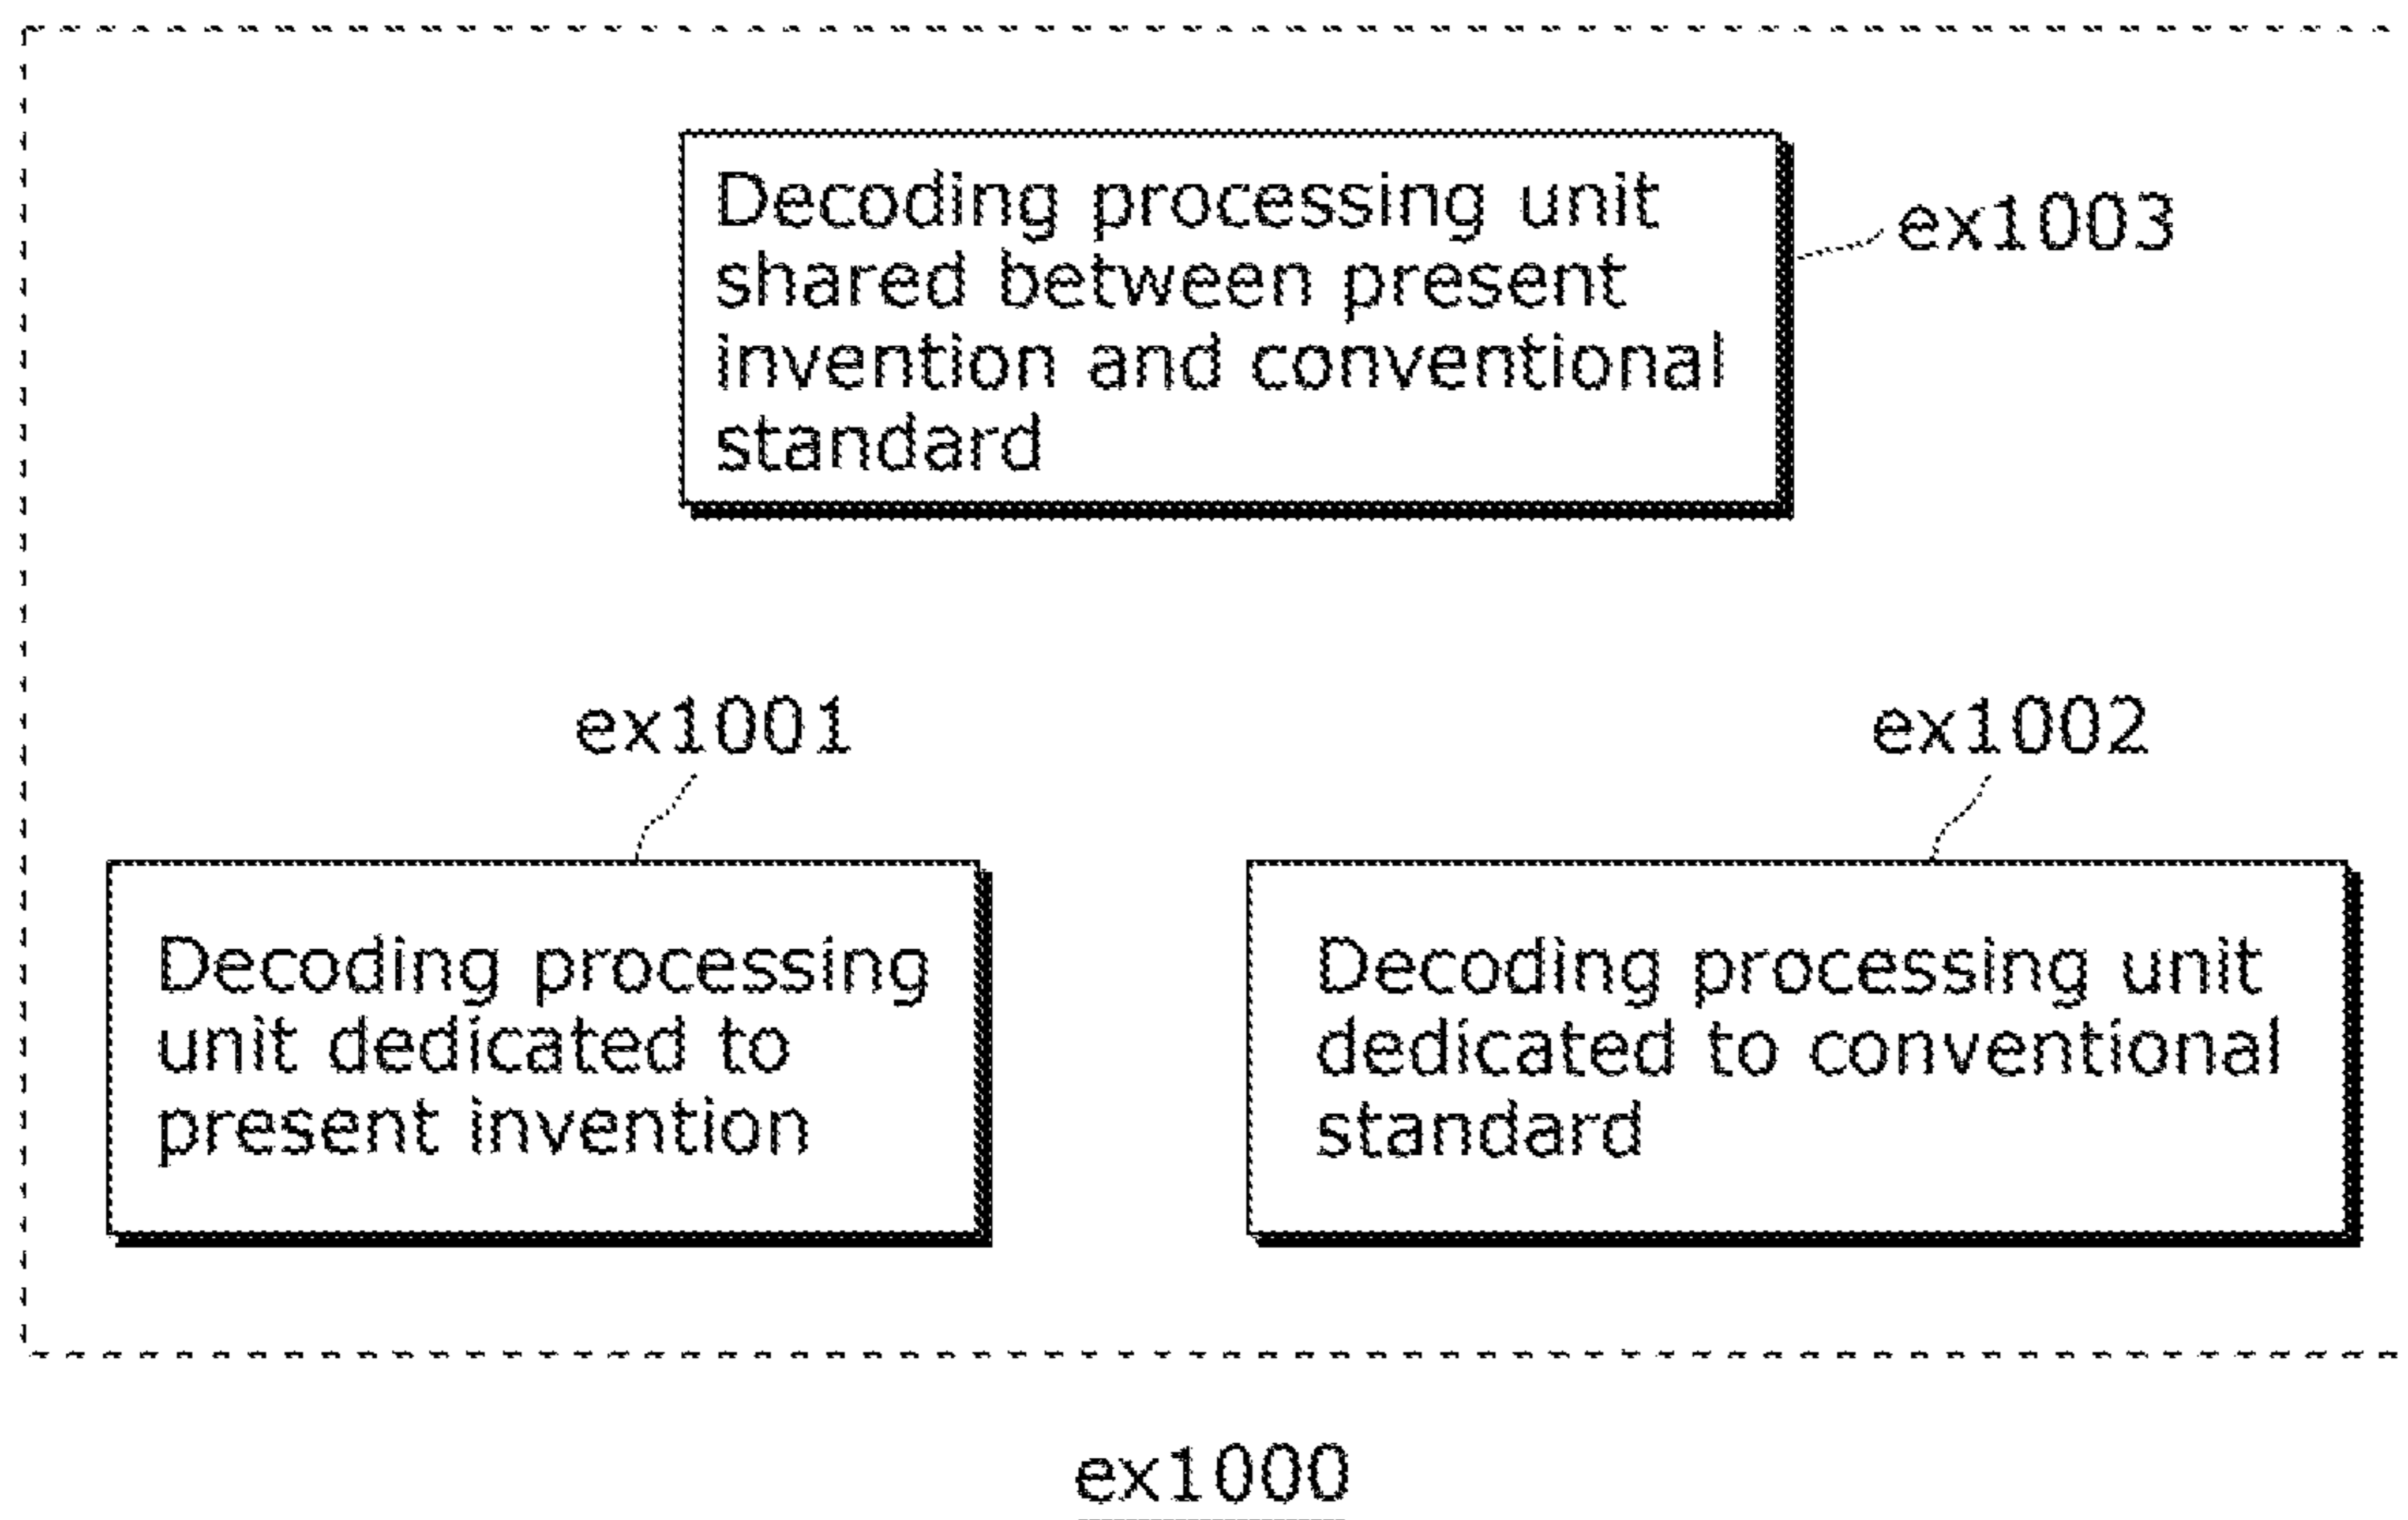 Decoding processing unit
shared between present
invention and conventional
standard
ex1003
ex1001
ex1002
Decoding processing
unit dedicated to
present invention
Decoding processing unit
dedicated to conventional
standard
ex1000